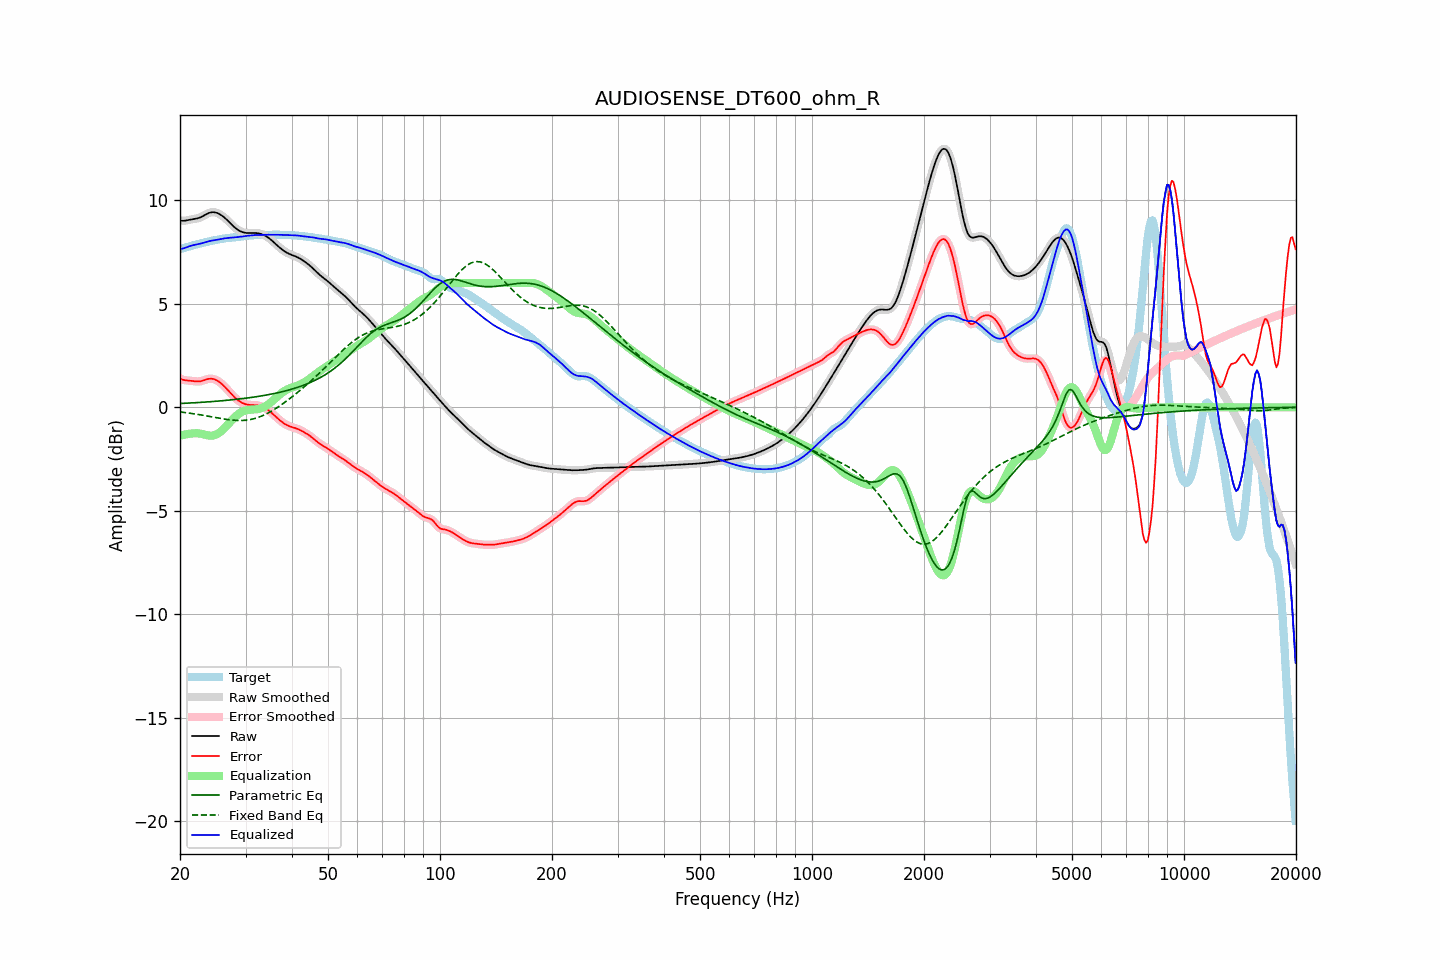 AUDIOSENSE_DT600_ohm_R
Amplitude (dBr)
10
5
0
−5
−10
−15
−20
Target
Raw Smoothed
Error Smoothed
Raw
Error
Equalization
Parametric Eq
Fixed Band Eq
Equalized
20 50 100 200 500 1000 2000 5000 10000 20000
Frequency (Hz)